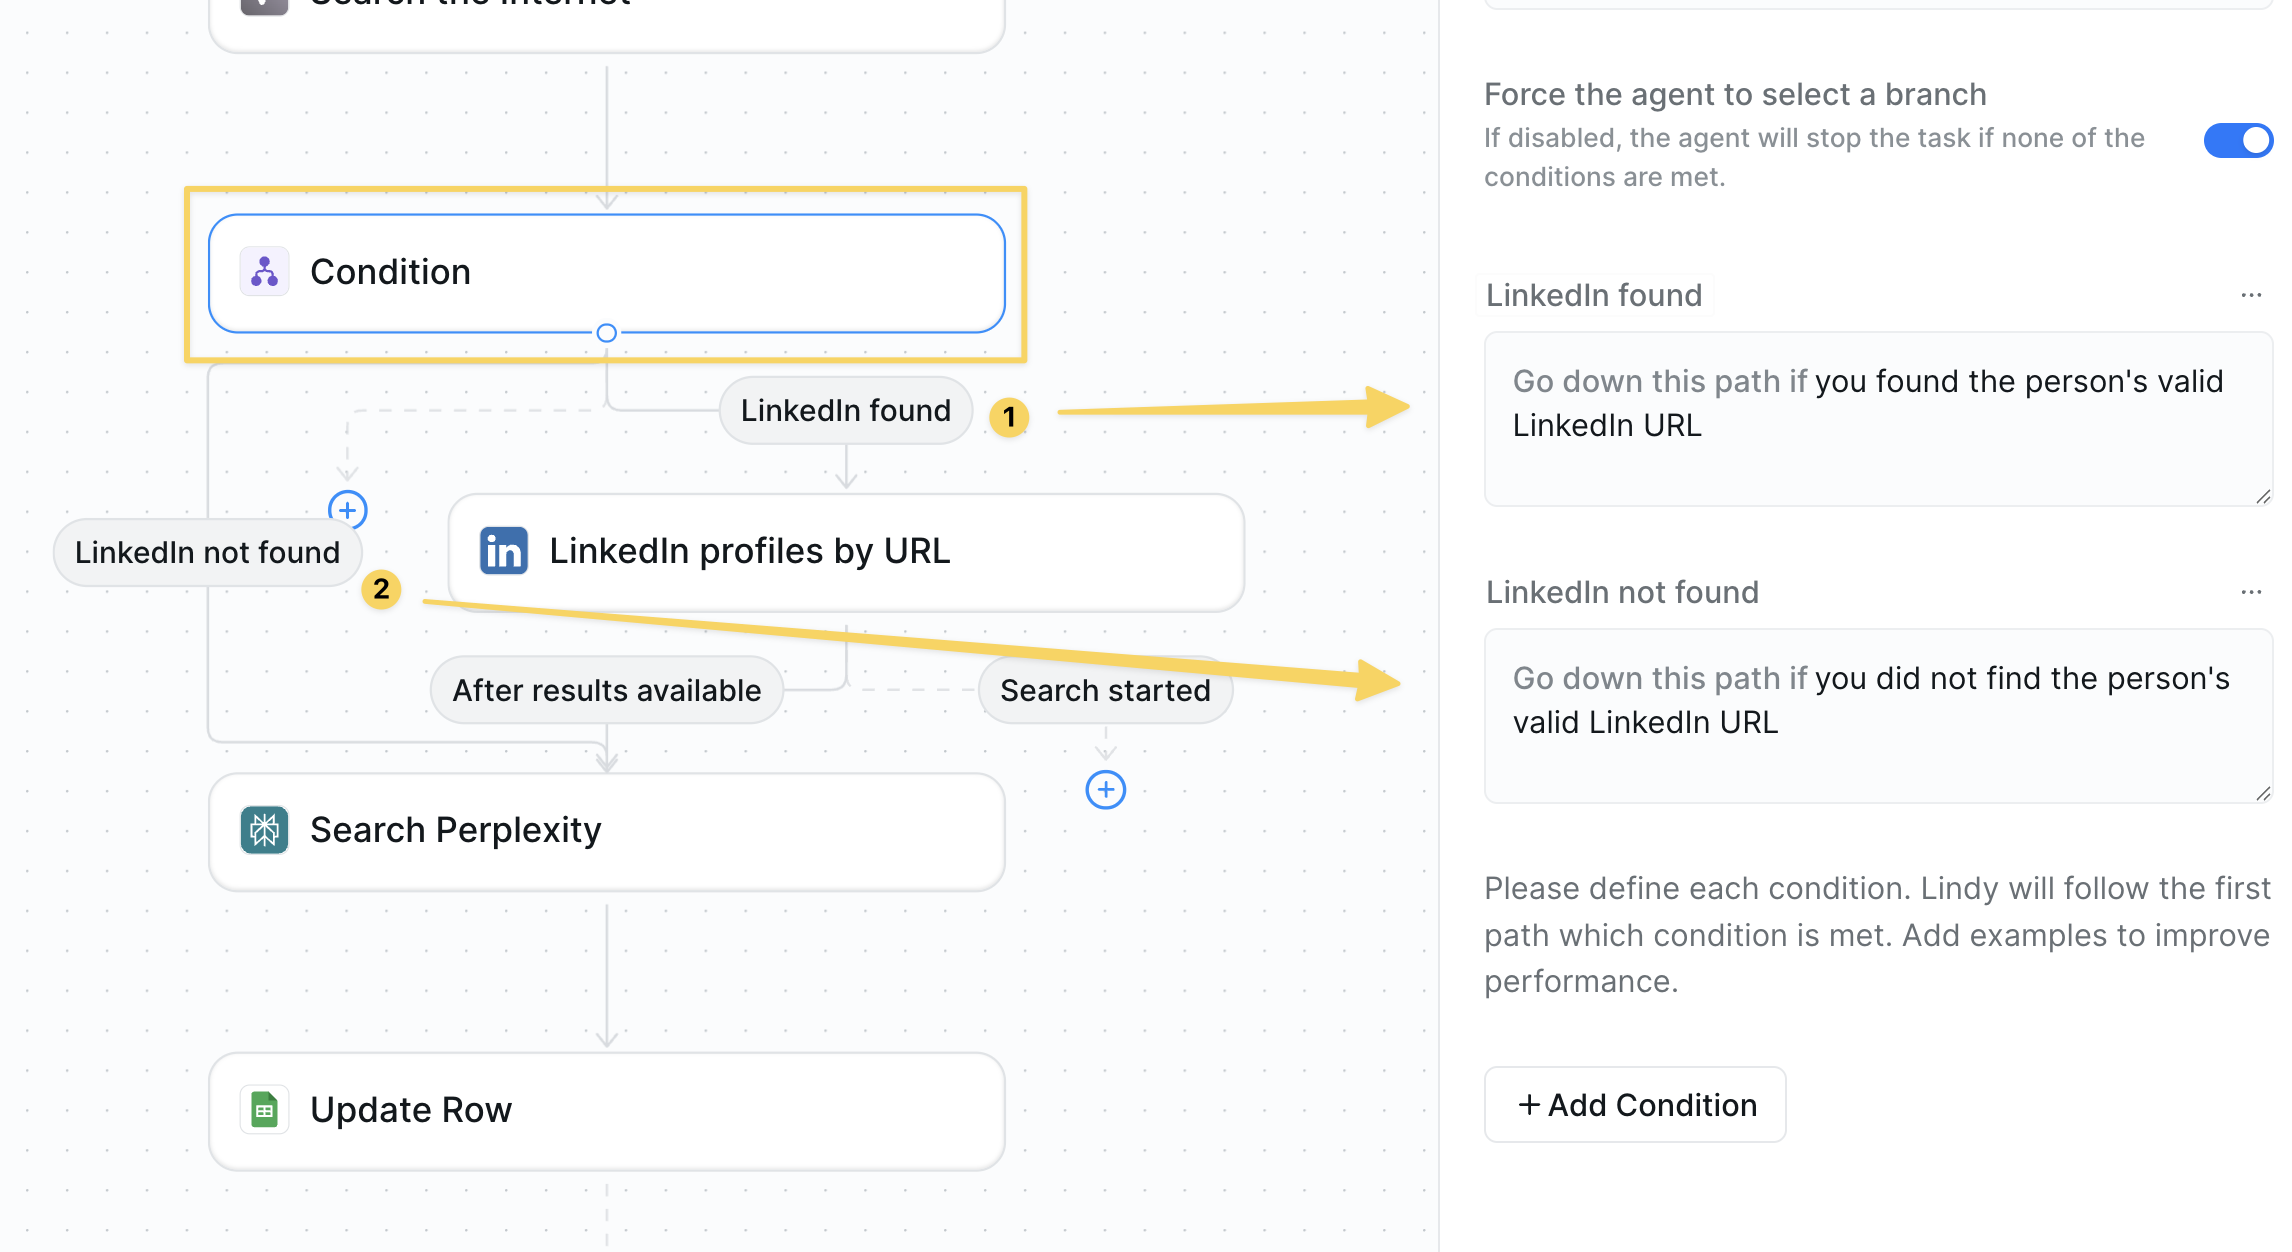 Search the Internet
Condition
LinkedIn found
1
LinkedIn not found
2
in LinkedIn profiles by URL
After results available
Search started
Search Perplexity
Update Row
Force the agent to select a branch
If disabled, the agent will stop the task if none of the
conditions are met.
LinkedIn found
Go down this path if you found the person's valid
LinkedIn URL
LinkedIn not found
Go down this path if you did not find the person's
valid LinkedIn URL
Please define each condition. Lindy will follow the first
path which condition is met. Add examples to improve
performance.
+ Add Condition